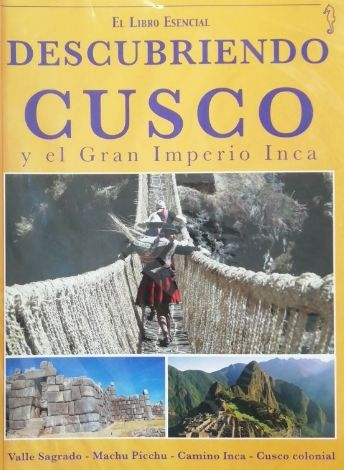 EL LIBRO ESENCIAL
DESCUBRIENDO
CUSCO
y el Gran Imperio Inca
Valle Sagrado - Machu Picchu - Camino Inca - Cusco colonial